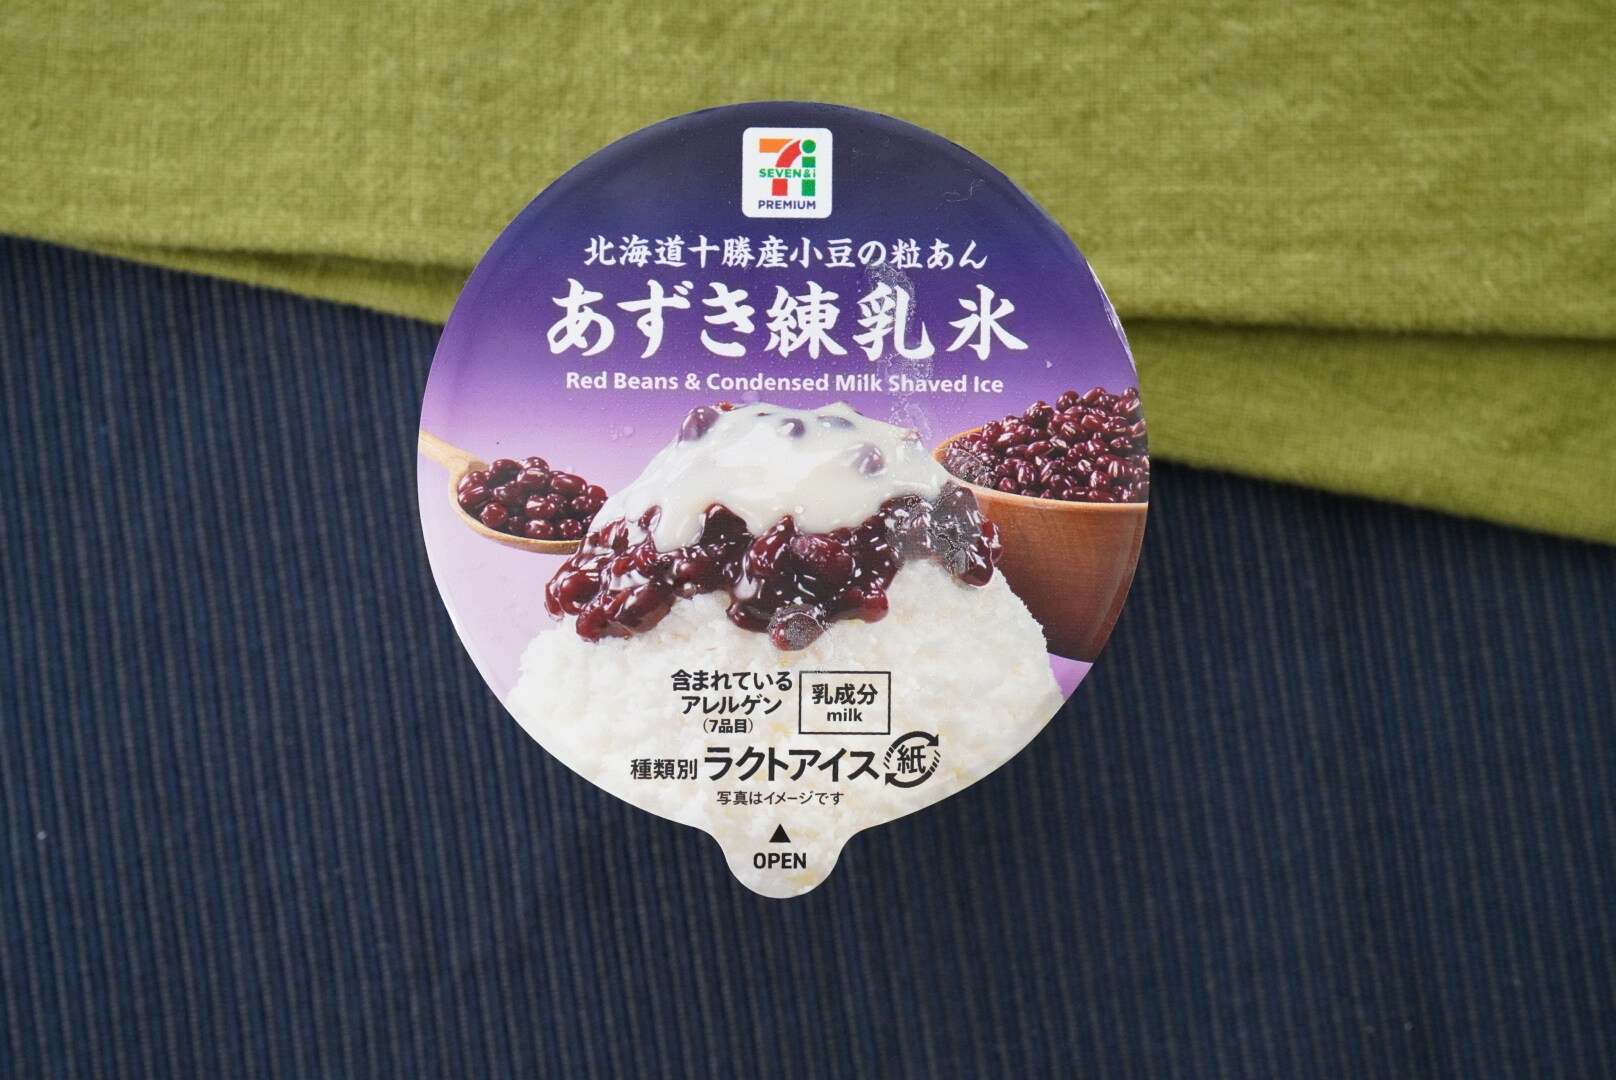 SEVEN&i
PREMIUM
北海道十勝産小豆の粒あん
あずき練乳氷
Red Beans & Condensed Milk Shaved Ice
含まれている
アレルゲン
(7品目)
乳成分
milk
種類別 ラクトアイス 紙
写真はイメージです
▲
OPEN